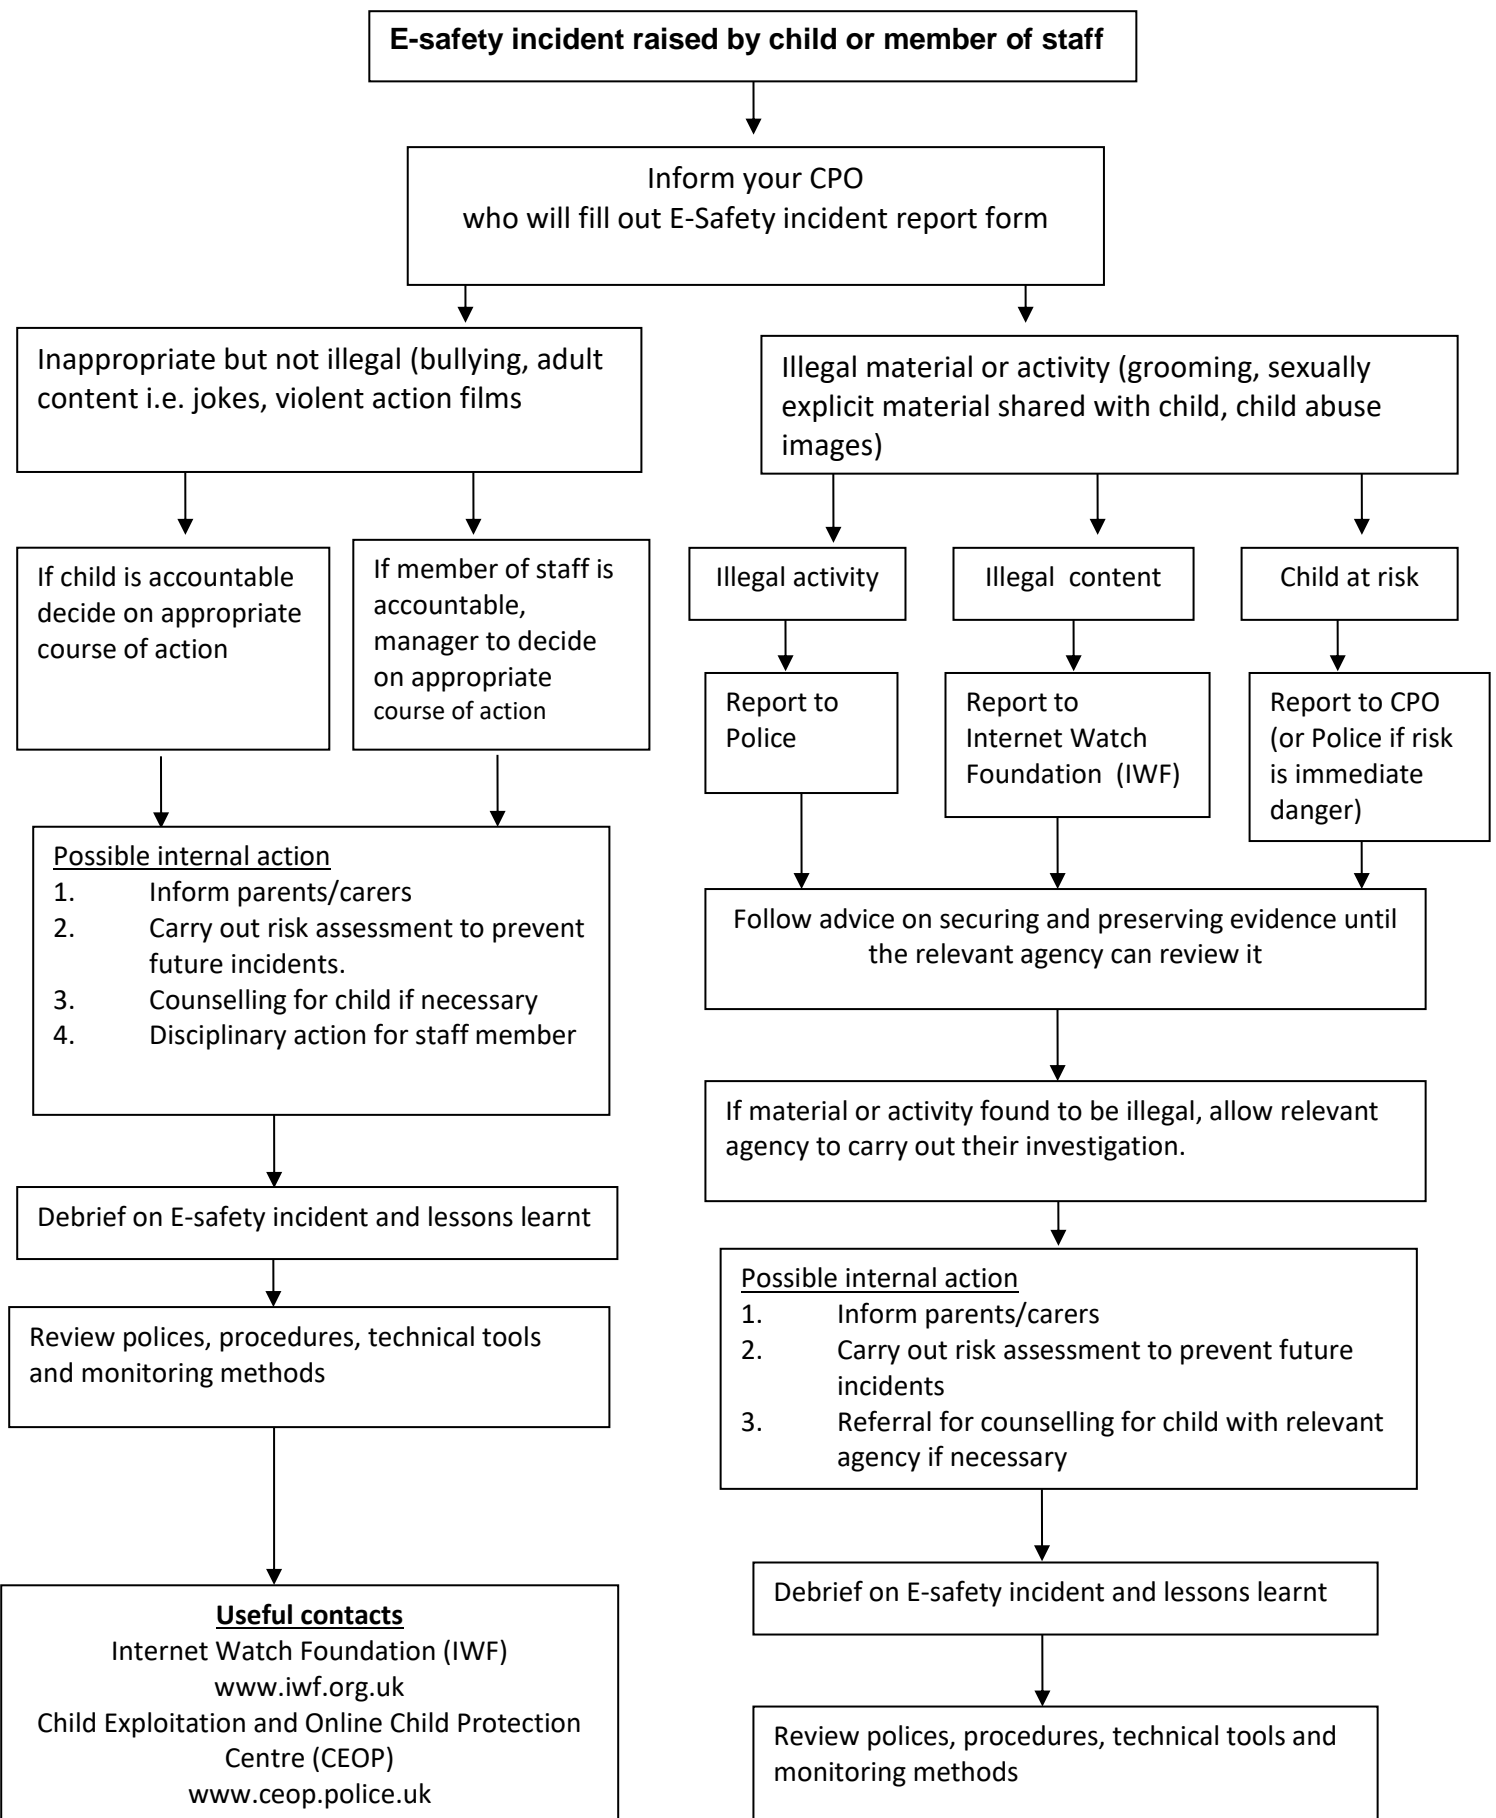 E-safety incident raised by child or member of staff
Inform your CPO
who will fill out E-Safety incident report form
Inappropriate but not illegal (bullying, adult
content i.e. jokes, violent action films
Illegal material or activity (grooming, sexually
explicit material shared with child, child abuse
images)
If child is accountable
decide on appropriate
course of action
If member of staff is
accountable,
manager to decide
on appropriate
course of action
Illegal activity
Illegal content
Child at risk
Report to
Police
Report to
Internet Watch
Foundation (IWF)
Report to CPO
(or Police if risk
is immediate
danger)
Possible internal action
1. Inform parents/carers
2. Carry out risk assessment to prevent
future incidents.
3. Counselling for child if necessary
4. Disciplinary action for staff member
Follow advice on securing and preserving evidence until
the relevant agency can review it
If material or activity found to be illegal, allow relevant
agency to carry out their investigation.
Debrief on E-safety incident and lessons learnt
Review polices, procedures, technical tools
and monitoring methods
Possible internal action
1. Inform parents/carers
2. Carry out risk assessment to prevent future
incidents
3. Referral for counselling for child with relevant
agency if necessary
Debrief on E-safety incident and lessons learnt
Review polices, procedures, technical tools and
monitoring methods
Useful contacts
Internet Watch Foundation (IWF)
www.iwf.org.uk
Child Exploitation and Online Child Protection
Centre (CEOP)
www.ceop.police.uk